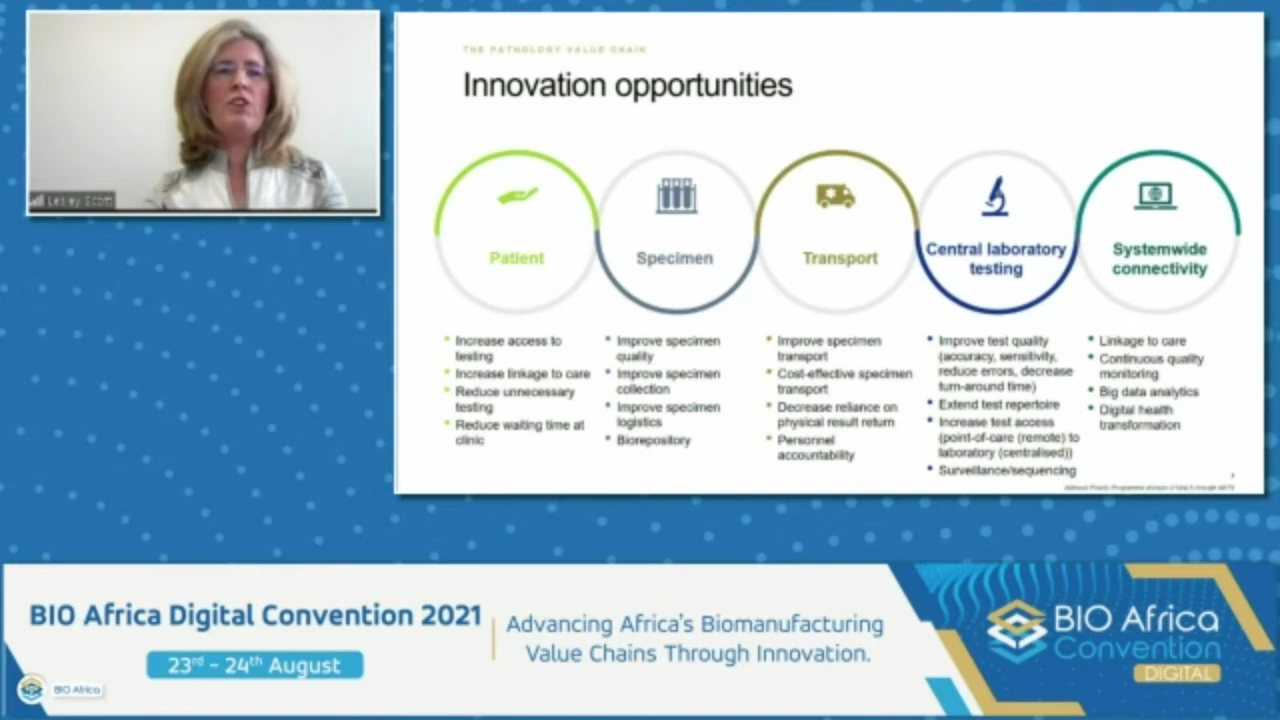 Lesley Scott
THE PATHOLOGY VALUE CHAIN
Innovation opportunities
Patient
Specimen
Transport
Central laboratory
testing
Systemwide
connectivity
• Increase access to
testing
• Increase linkage to care
• Reduce unnecessary
testing
• Reduce waiting time at
clinic
• Improve specimen
quality
• Improve specimen
collection
• Improve specimen
logistics
• Biorepository
• Improve specimen
transport
• Cost-effective specimen
transport
• Decrease reliance on
physical result return
• Personnel
accountability
• Improve test quality
(accuracy, sensitivity,
reduce errors, decrease
turn-around time)
• Extend test repertoire
• Increase test access
(point-of-care (remote) to
laboratory (centralised))
• Surveillance/sequencing
• Linkage to care
• Continuous quality
monitoring
• Big data analytics
• Digital health
transformation
BIO Africa Digital Convention 2021
23rd – 24th August
Advancing Africa's Biomanufacturing
Value Chains Through Innovation.
BIO Africa
Convention
DIGITAL
BIO Africa